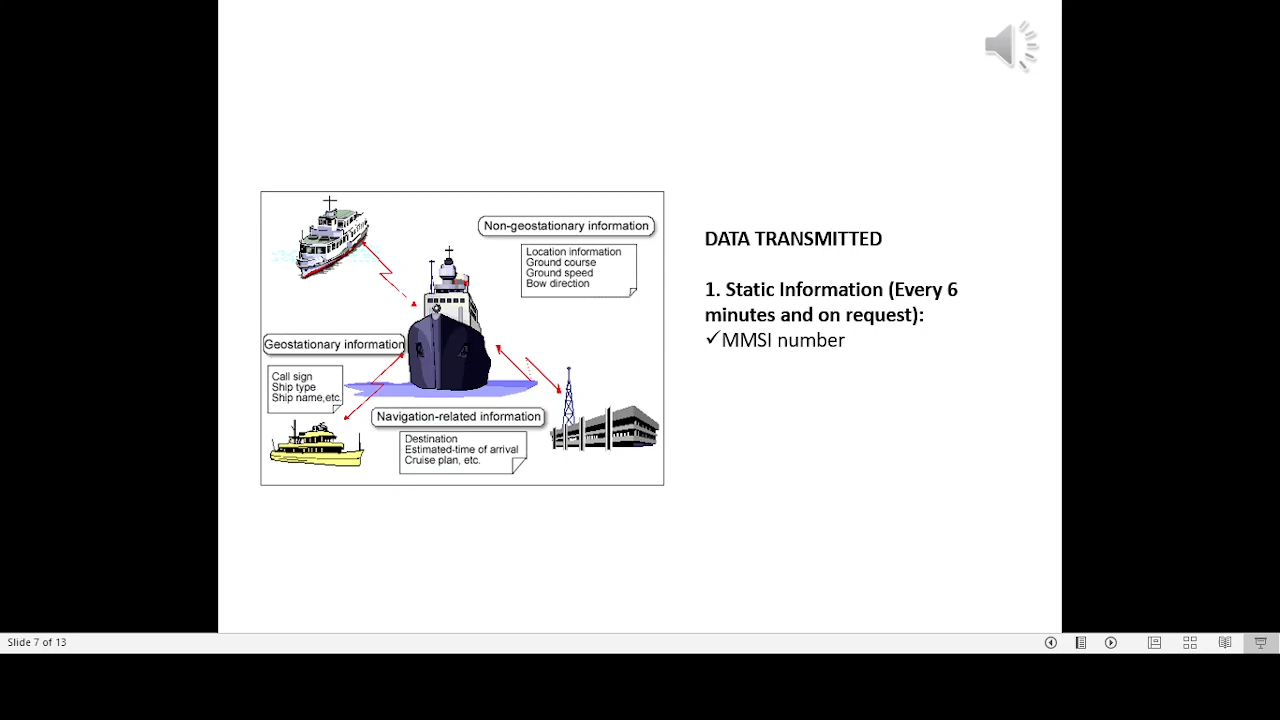 Non-geostationary information
Location information
Ground course
Ground speed
Bow direction
Geostationary information
Call sign
Ship type
Ship name,etc.
Navigation-related information
Destination
Estimated-time of arrival
Cruise plan, etc.
DATA TRANSMITTED
1. Static Information (Every 6
minutes and on request):
✓MMSI number
Slide 7 of 13